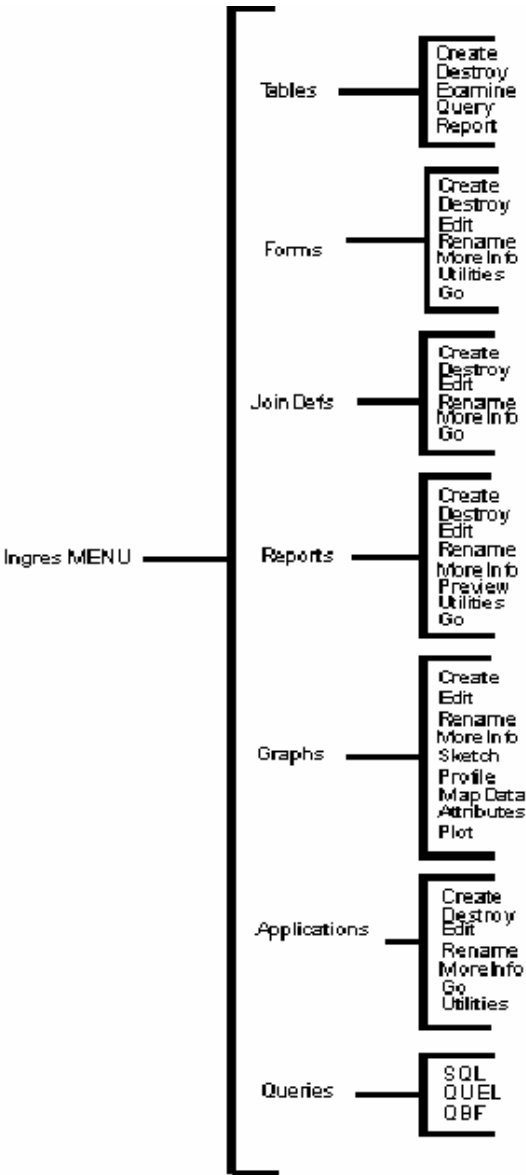 Ingres MENU
Tables
Create
Destroy
Examine
Query
Report
Forms
Create
Destroy
Edit
Rename
More Info
Utilities
Go
Join Defs
Create
Destroy
Edit
Rename
More Info
Go
Reports
Create
Destroy
Edit
Rename
More Info
Preview
Utilities
Go
Graphs
Create
Edit
Rename
More Info
Sketch
Profile
Map Data
Attributes
Plot
Applications
Create
Destroy
Edit
Rename
More Info
Go
Utilities
Queries
SQL
QUEL
QBF